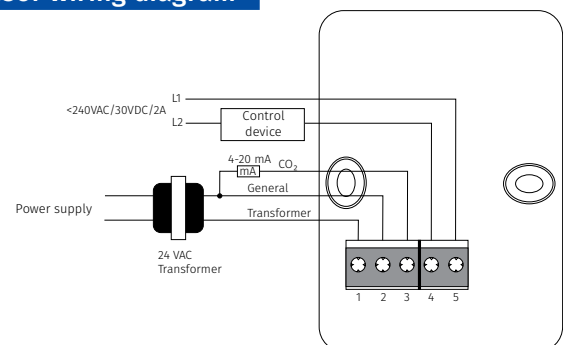 wiring diagram
L1
<240VAC/30VDC/2A
L2
Control
device
4-20 mA CO₂
mA
General
Transformer
Power supply
24 VAC
Transformer
1 2 3 4 5